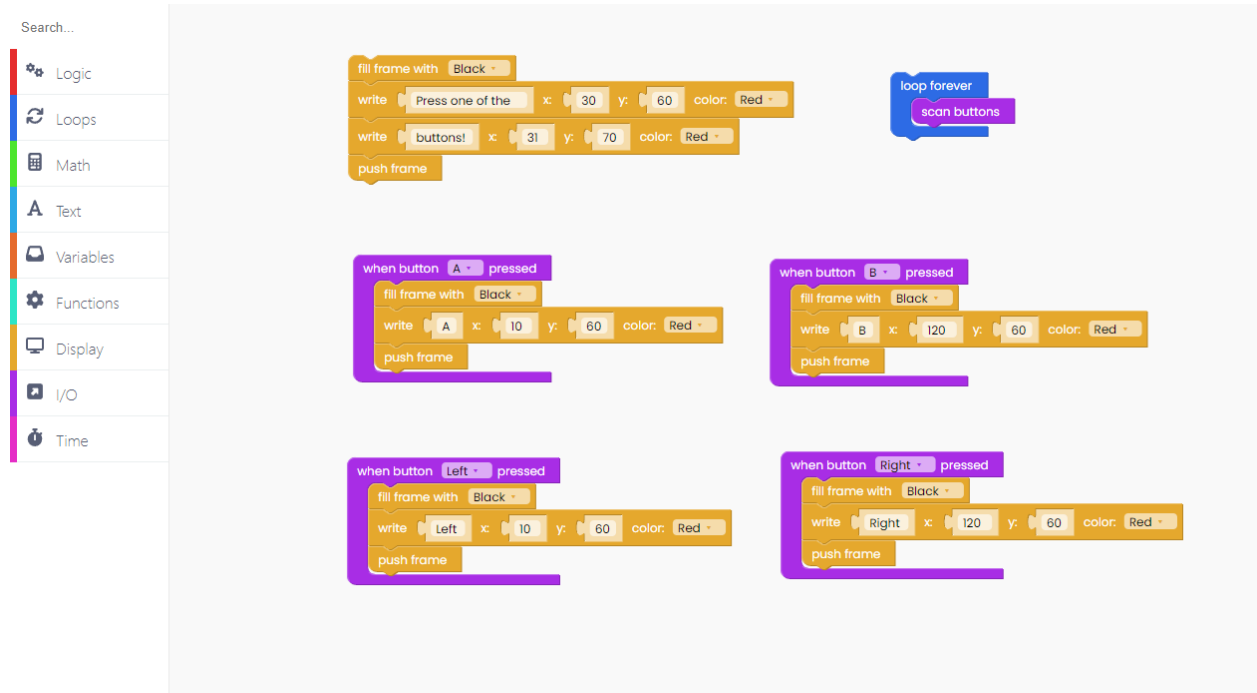 Search...
Logic
Loops
Math
Text
Variables
Functions
Display
I/O
Time
fill frame with Black
write Press one of the x: 30 y: 60 color: Red
write buttons! x: 31 y: 70 color: Red
push frame
loop forever
scan buttons
when button A pressed
fill frame with Black
write A x: 10 y: 60 color: Red
push frame
when button B pressed
fill frame with Black
write B x: 120 y: 60 color: Red
push frame
when button Left pressed
fill frame with Black
write Left x: 10 y: 60 color: Red
push frame
when button Right pressed
fill frame with Black
write Right x: 120 y: 60 color: Red
push frame